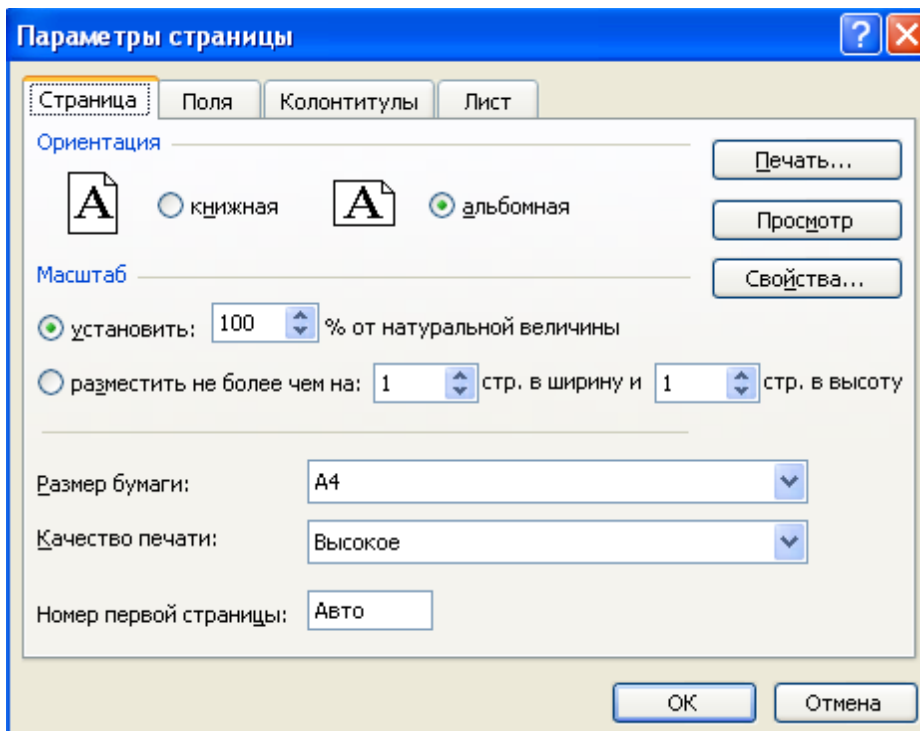 Параметры страницы
Страница Поля Колонтитулы Лист
Ориентация
Печать...
A книжная A альбомная
Просмотр
Масштаб
Свойства...
установить: 100 % от натуральной величины
разместить не более чем на: 1 стр. в ширину и 1 стр. в высоту
Размер бумаги: A4
Качество печати: Высокое
Номер первой страницы: Авто
ОК Отмена